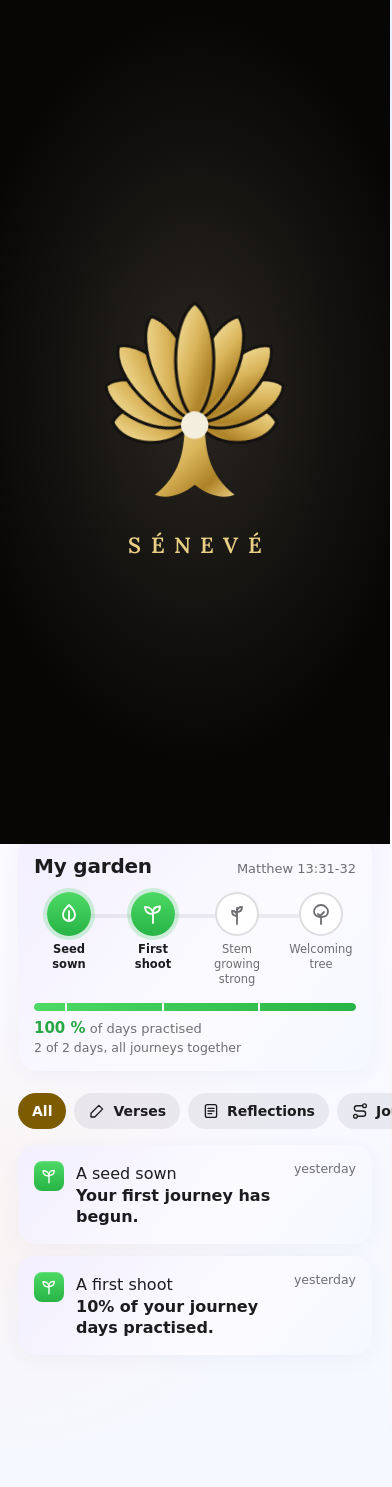 SÉNEVÉ
My garden
Matthew 13:31-32
Seed sown
First shoot
Stem growing strong
Welcoming tree
100 % of days practised
2 of 2 days, all journeys together
All
Verses
Reflections
Jo
A seed sown
yesterday
Your first journey has
begun.
A first shoot
yesterday
10% of your journey
days practised.